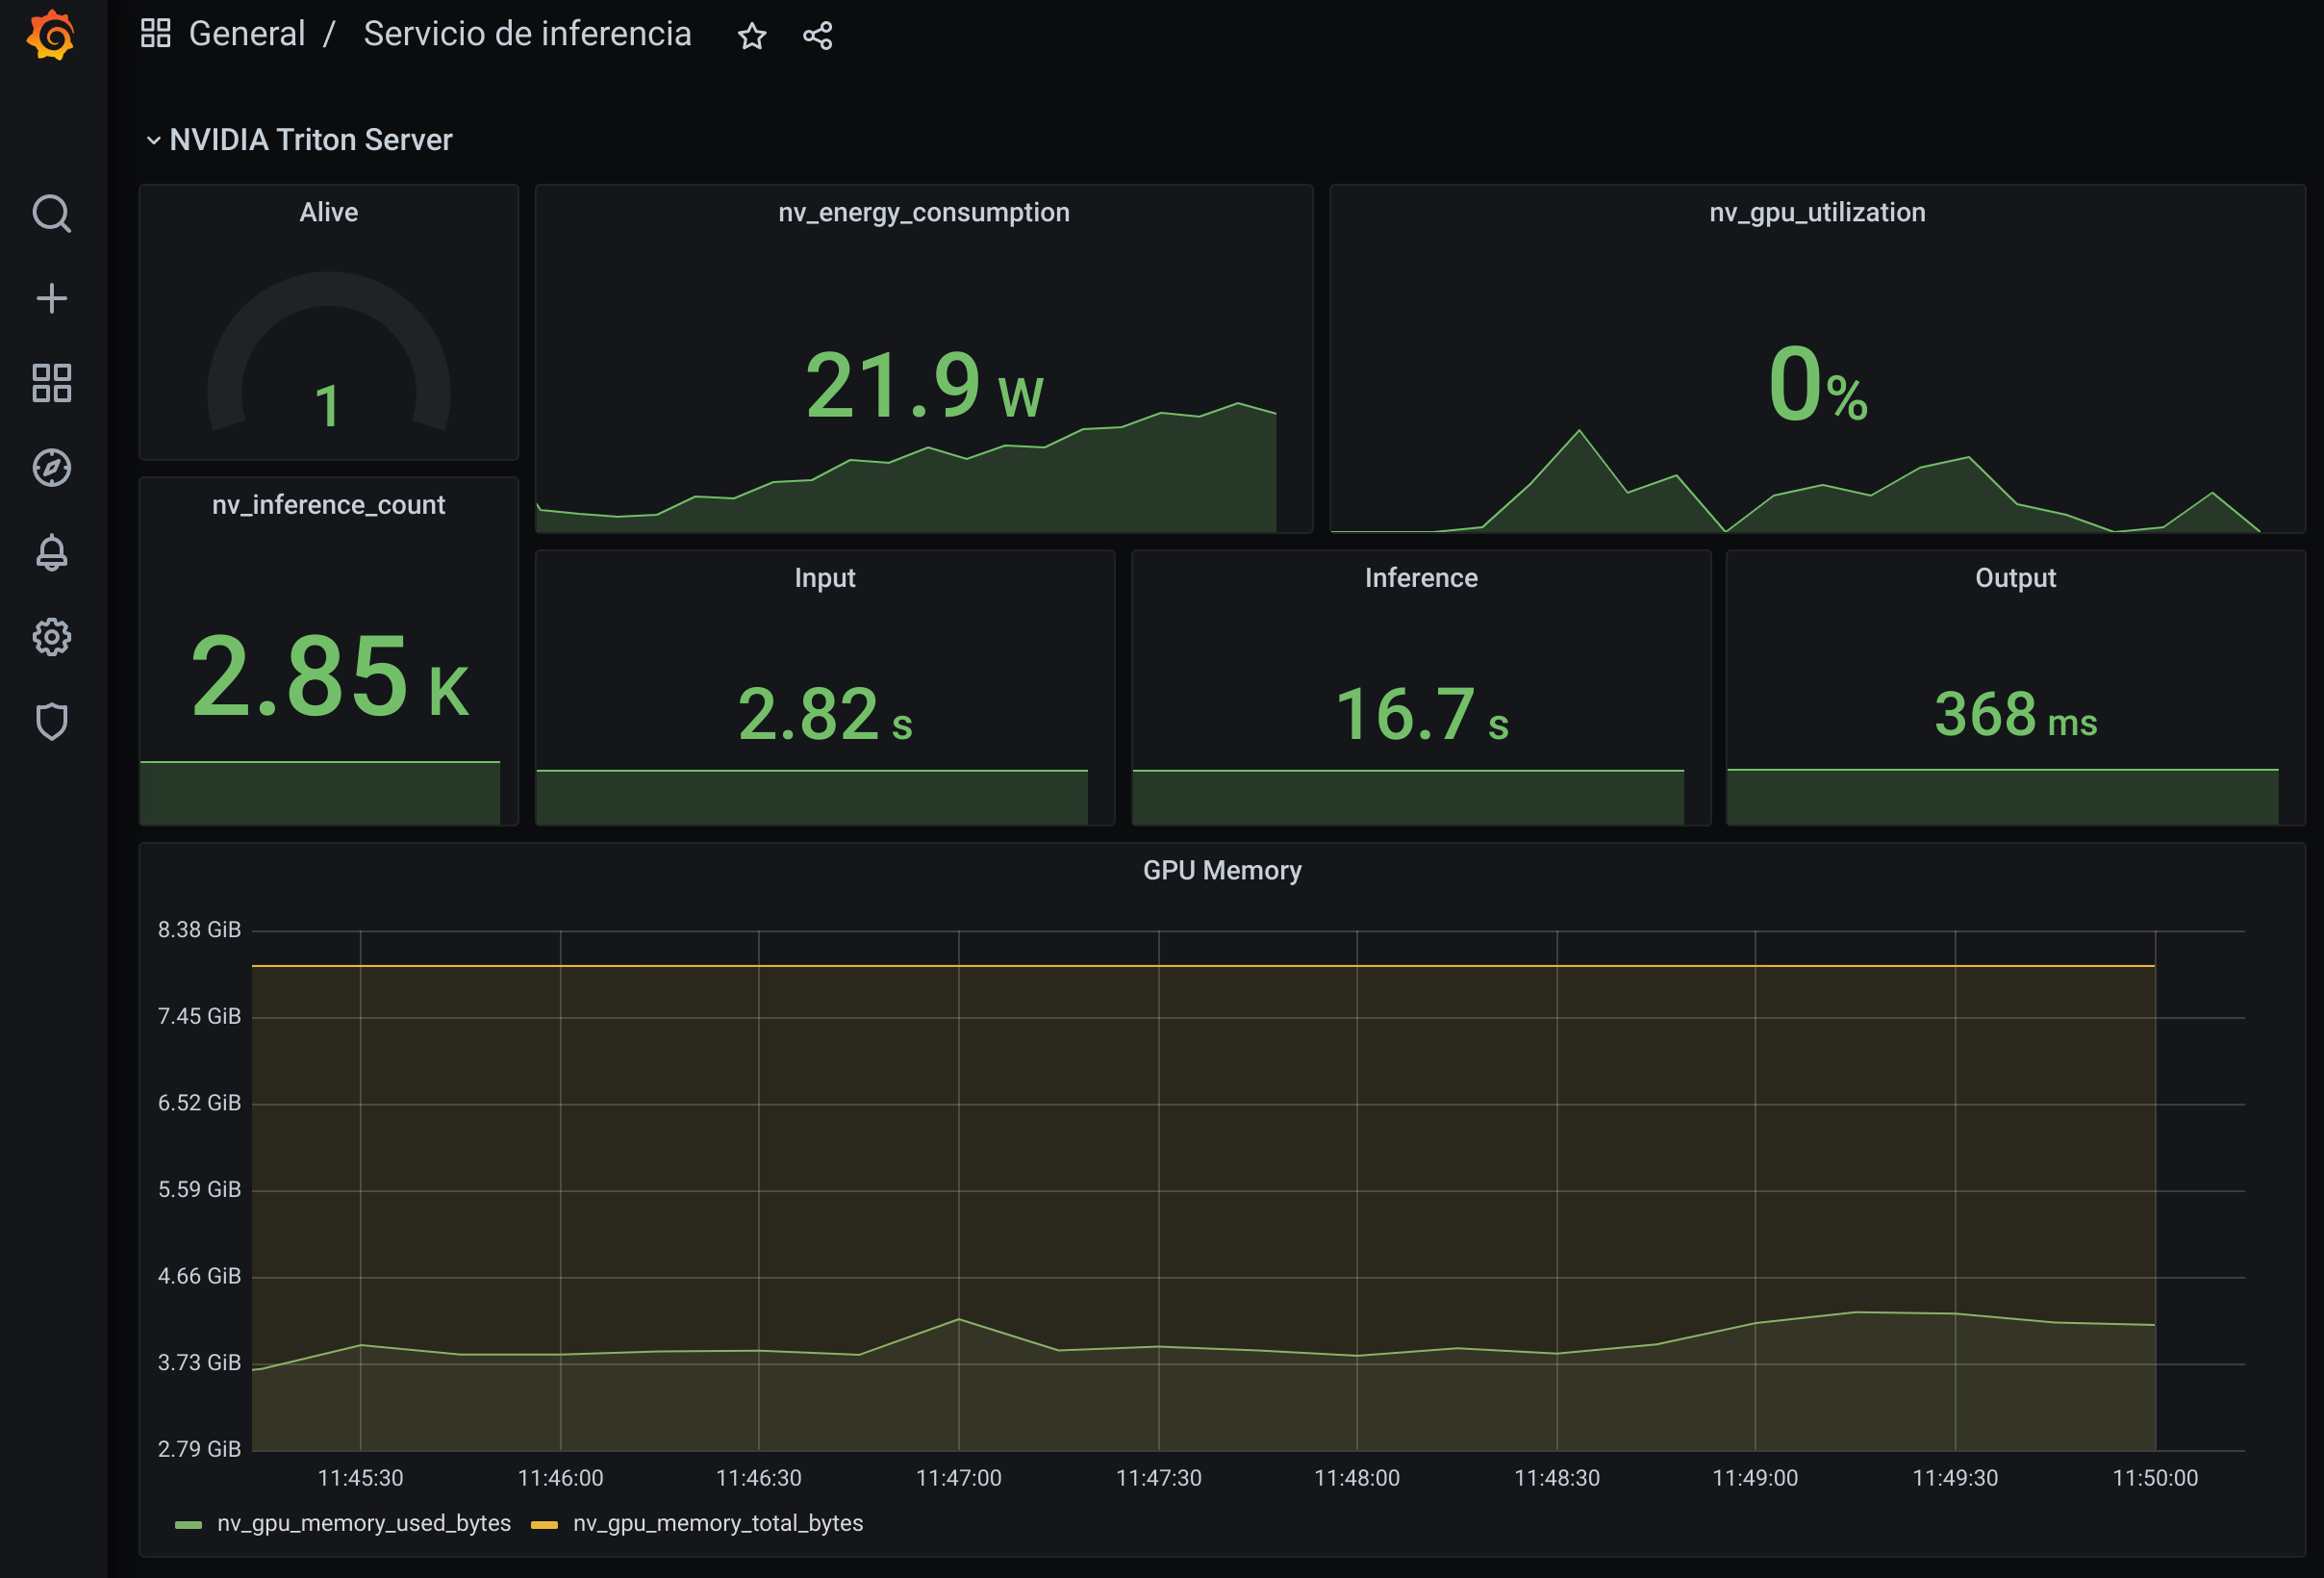 General / Servicio de inferencia
NVIDIA Triton Server
Alive
1
nv_energy_consumption
21.9 W
nv_gpu_utilization
0%
nv_inference_count
2.85 K
Input
2.82 s
Inference
16.7 s
Output
368 ms
GPU Memory
8.38 GiB
7.45 GiB
6.52 GiB
5.59 GiB
4.66 GiB
3.73 GiB
2.79 GiB
11:45:30 11:46:00 11:46:30 11:47:00 11:47:30 11:48:00 11:48:30 11:49:00 11:49:30 11:50:00
nv_gpu_memory_used_bytes nv_gpu_memory_total_bytes